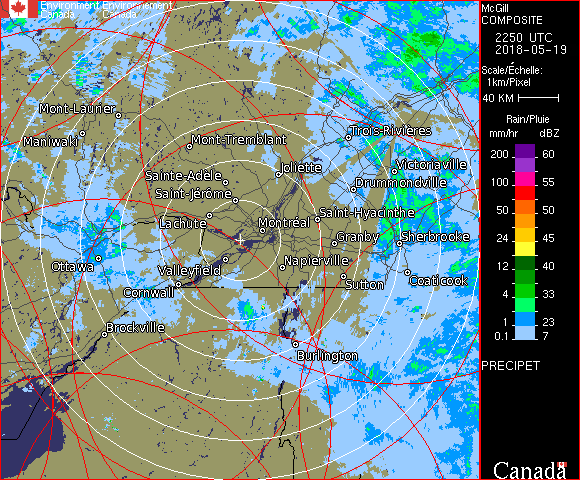 Environment Environnement
Canada Canada
McGill
COMPOSITE
2250 UTC
2018-05-19
Scale/Échelle:
1km/Pixel
40 KM
Rain/Pluie
mm/hr dBZ
200 60
100 55
50 50
24 45
12 40
4 33
1 23
0.1 7
PRECIPET
Canada
Mont-Laurier
Maniwaki
Trois-Rivières
Mont-Tremblant
Victoriaville
Joliette
Sainte-Adèle
Drummondville
Saint-Jérôme
Lachute
Saint-Hyacinthe
Montréal
Granby
Sherbrooke
Ottawa
Valleyfield
Napierville
Coaticook
Sutton
Cornwall
Brockville
Burlington